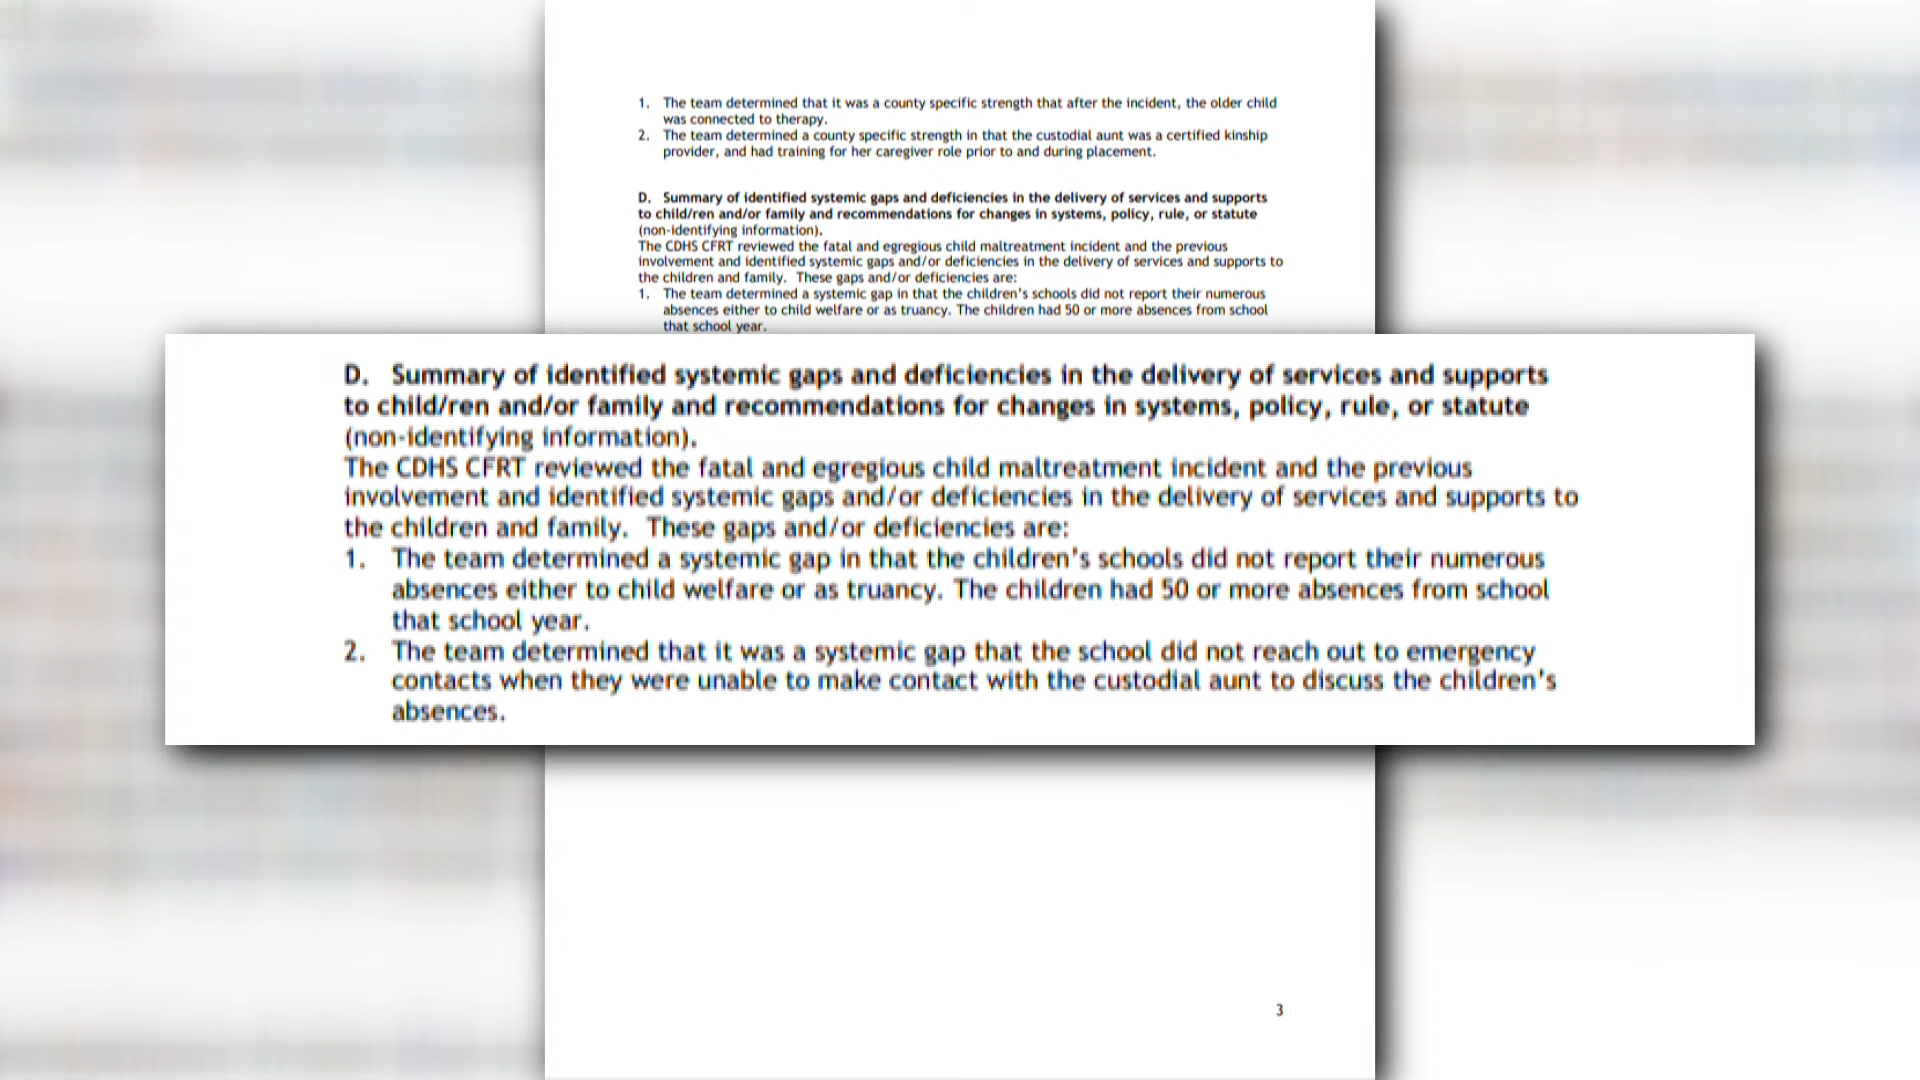 1. The team determined that it was a county specific strength that after the incident, the older child
was connected to therapy.
2. The team determined a county specific strength in that the custodial aunt was a certified kinship
provider, and had training for her caregiver role prior to and during placement.
D. Summary of identified systemic gaps and deficiencies in the delivery of services and supports
to child/ren and/or family and recommendations for changes in systems, policy, rule, or statute
(non-identifying information).
The CDHS CFRT reviewed the fatal and egregious child maltreatment incident and the previous
involvement and identified systemic gaps and/or deficiencies in the delivery of services and supports to
the children and family. These gaps and/or deficiencies are:
1. The team determined a systemic gap in that the children's schools did not report their numerous
absences either to child welfare or as truancy. The children had 50 or more absences from school
that school year.
D. Summary of identified systemic gaps and deficiencies in the delivery of services and supports
to child/ren and/or family and recommendations for changes in systems, policy, rule, or statute
(non-identifying information).
The CDHS CFRT reviewed the fatal and egregious child maltreatment incident and the previous
involvement and identified systemic gaps and/or deficiencies in the delivery of services and supports to
the children and family. These gaps and/or deficiencies are:
1. The team determined a systemic gap in that the children's schools did not report their numerous
absences either to child welfare or as truancy. The children had 50 or more absences from school
that school year.
2. The team determined that it was a systemic gap that the school did not reach out to emergency
contacts when they were unable to make contact with the custodial aunt to discuss the children's
absences.
3